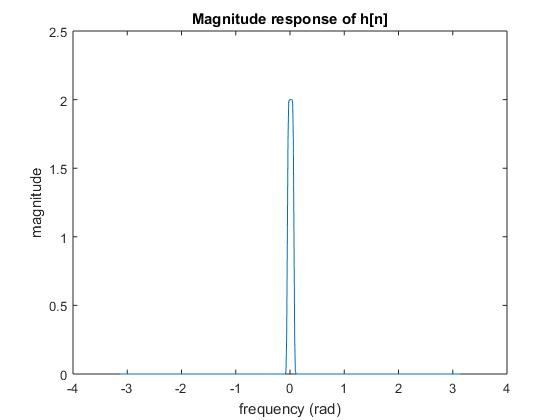 Magnitude response of h[n]
2.5
2
1.5
1
0.5
0
magnitude
-4 -3 -2 -1 0 1 2 3 4
frequency (rad)